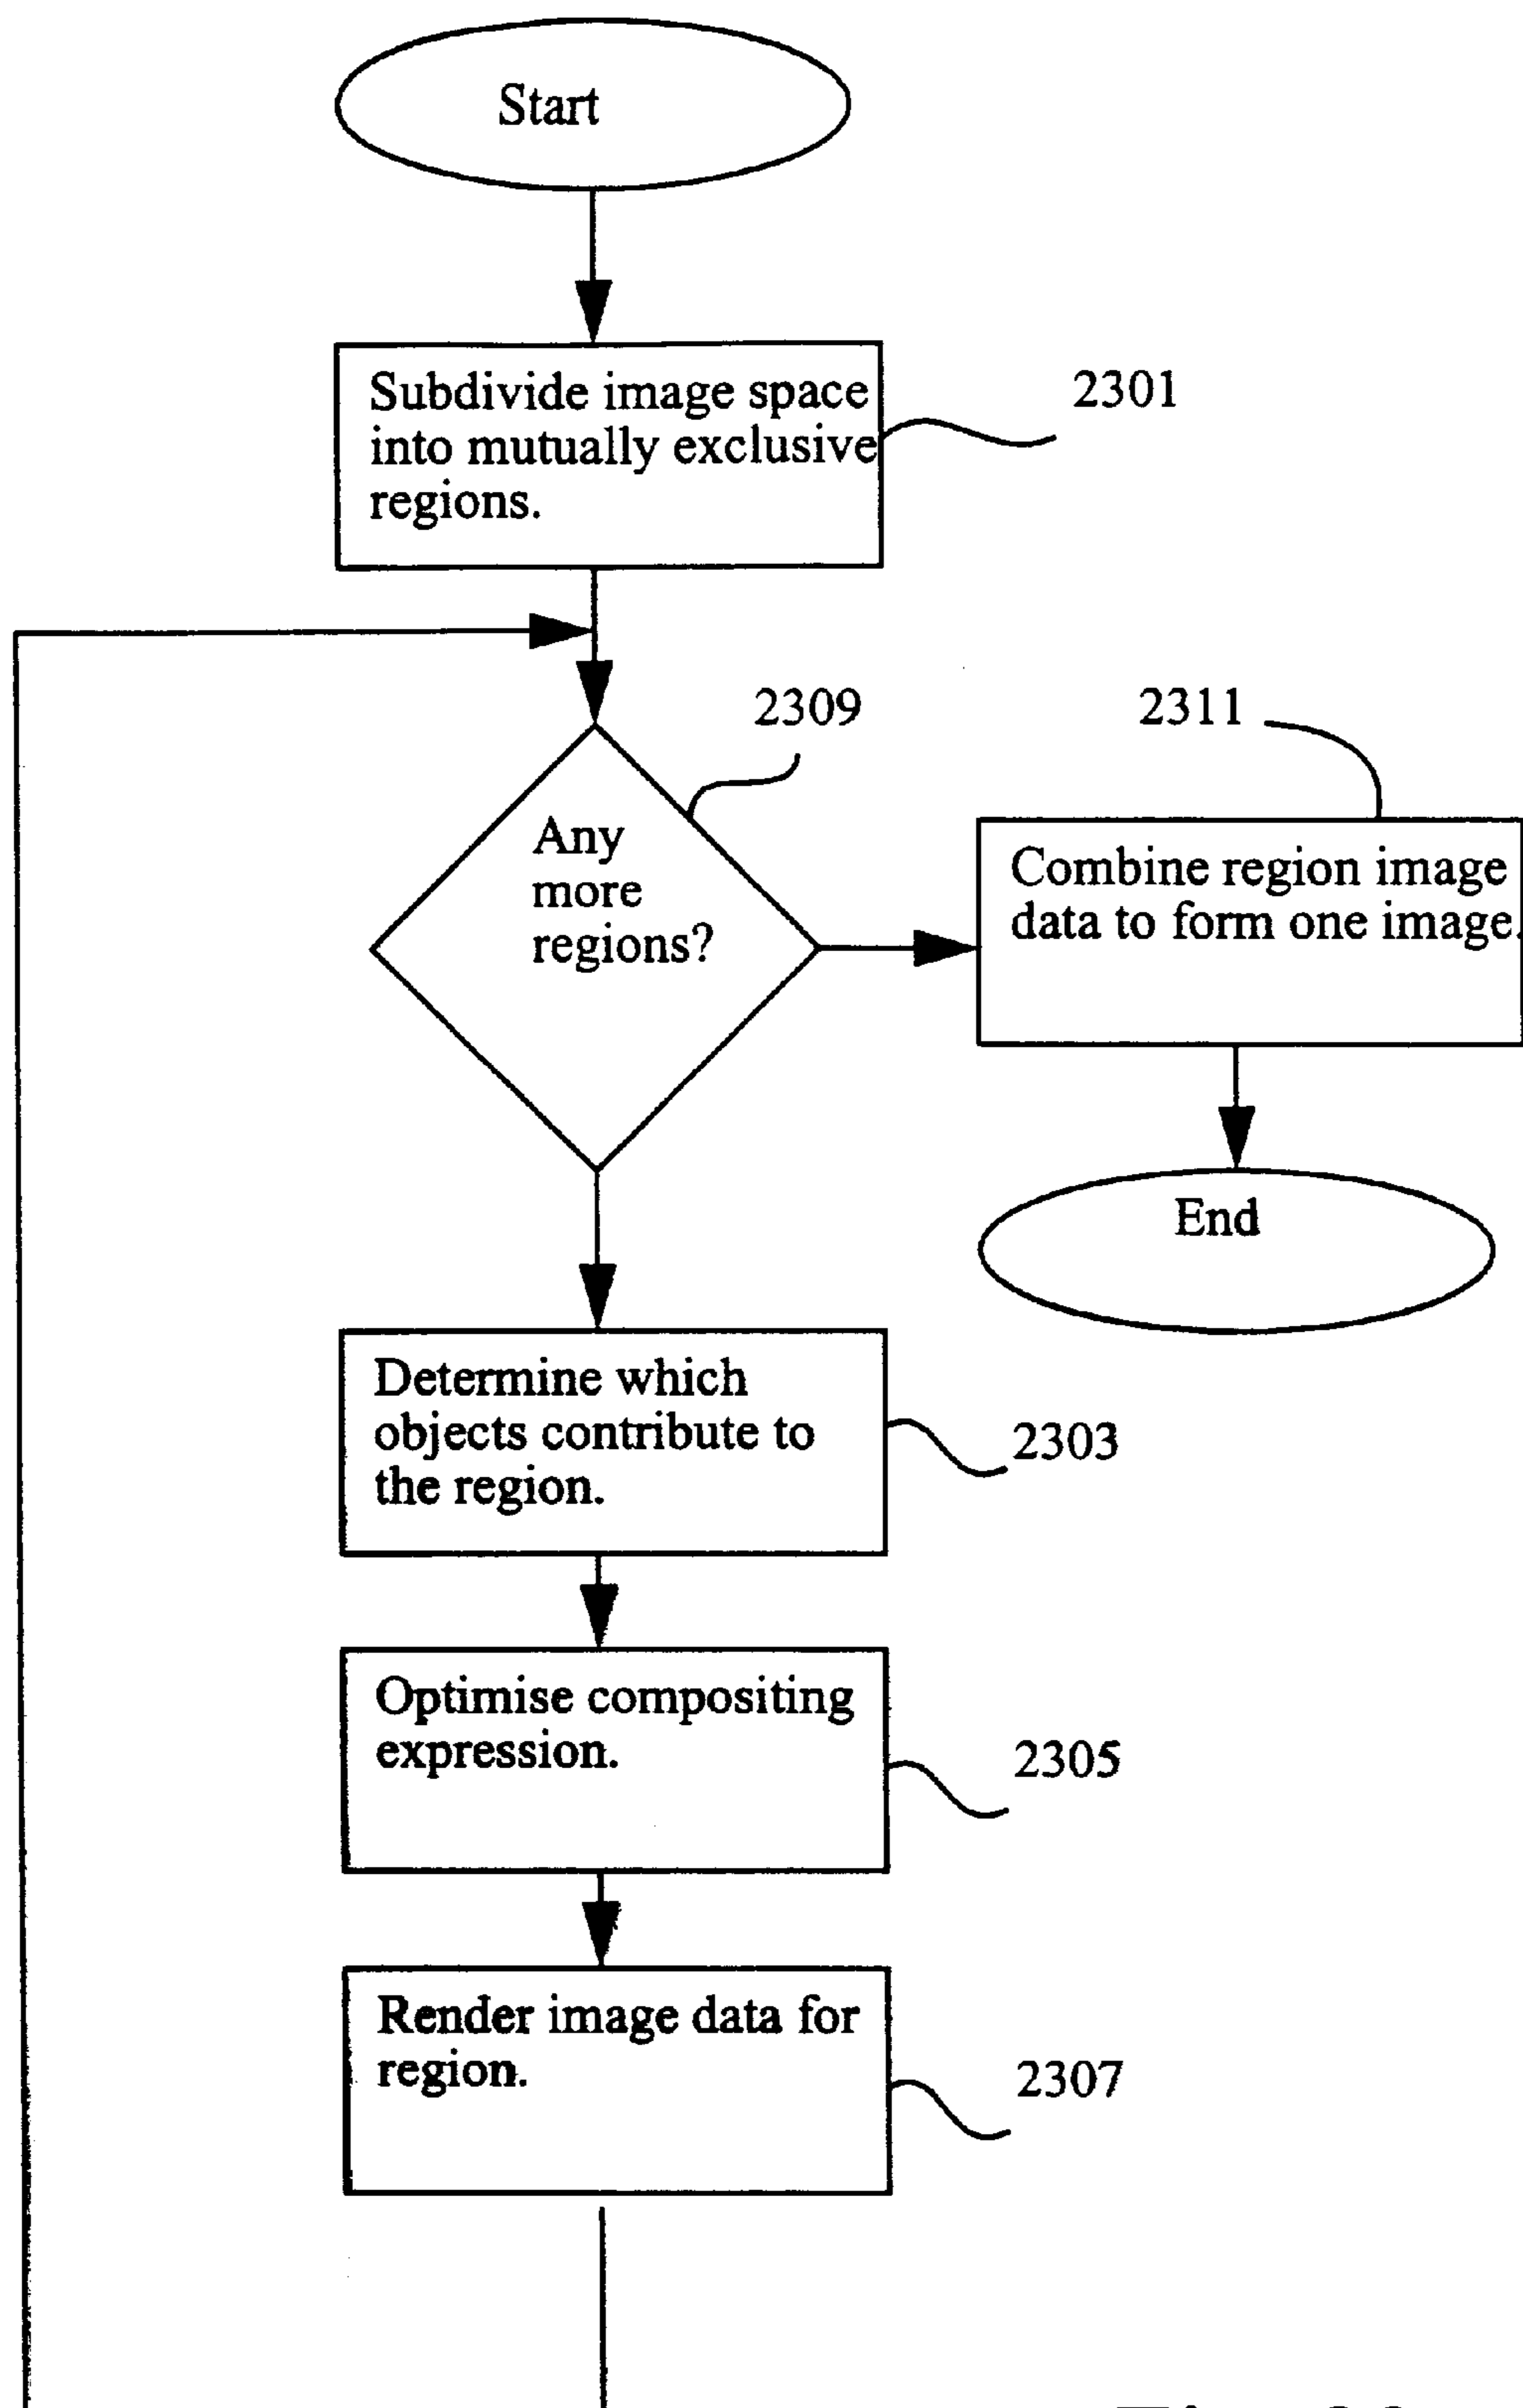 Start
Subdivide image space
into mutually exclusive
regions.
2301
2309
2311
Any
more
regions?
Combine region image
data to form one image.
End
Determine which
objects contribute to
the region.
2303
Optimise compositing
expression.
2305
Render image data for
region.
2307